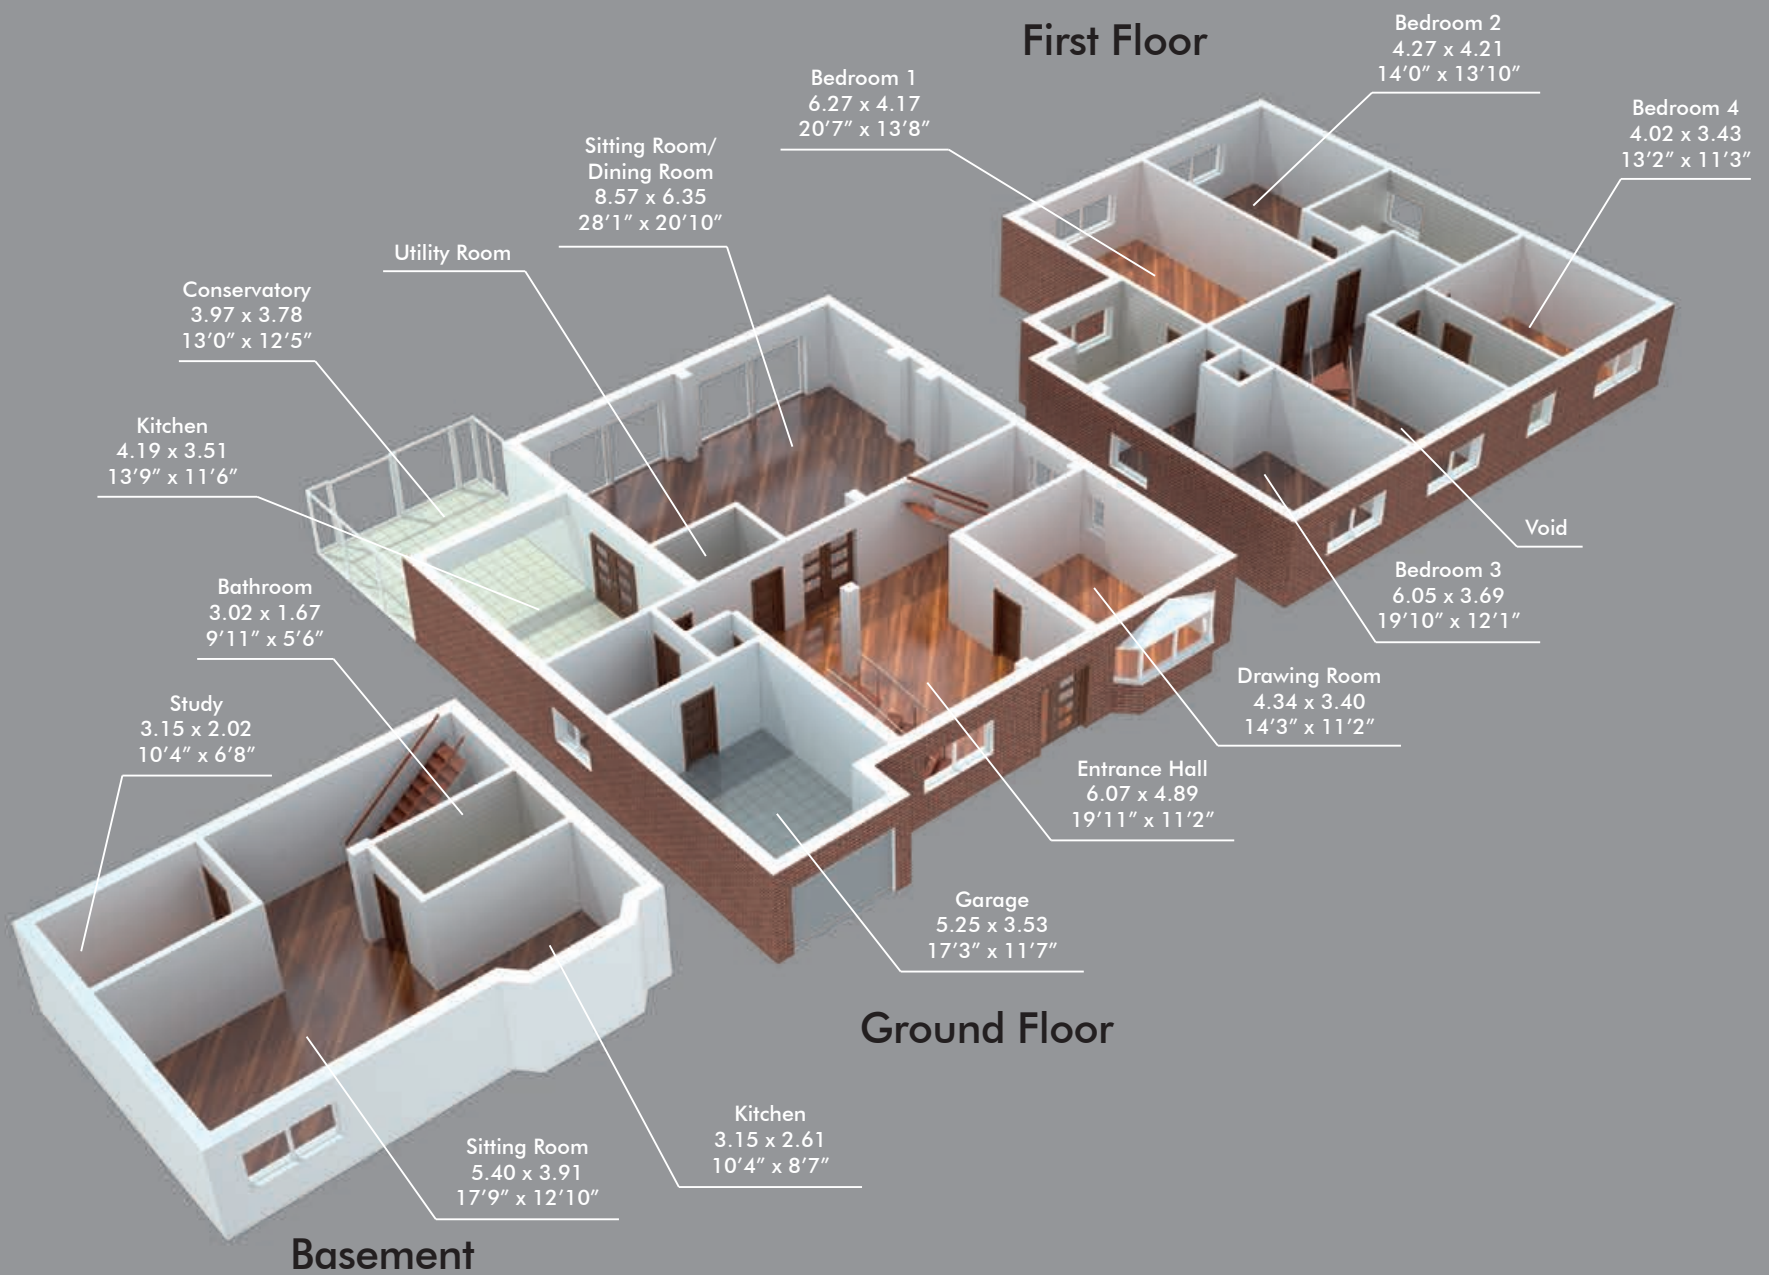 First Floor
Bedroom 2
4.27 x 4.21
14’0” x 13’10”
Bedroom 1
6.27 x 4.17
20’7” x 13’8”
Bedroom 4
4.02 x 3.43
13’2” x 11’3”
Sitting Room/
Dining Room
8.57 x 6.35
28’1” x 20’10”
Utility Room
Conservatory
3.97 x 3.78
13’0” x 12’5”
Kitchen
4.19 x 3.51
13’9” x 11’6”
Void
Bedroom 3
6.05 x 3.69
19’10” x 12’1”
Bathroom
3.02 x 1.67
9’11” x 5’6”
Drawing Room
4.34 x 3.40
14’3” x 11’2”
Study
3.15 x 2.02
10’4” x 6’8”
Entrance Hall
6.07 x 4.89
19’11” x 11’2”
Garage
5.25 x 3.53
17’3” x 11’7”
Ground Floor
Kitchen
3.15 x 2.61
10’4” x 8’7”
Sitting Room
5.40 x 3.91
17’9” x 12’10”
Basement